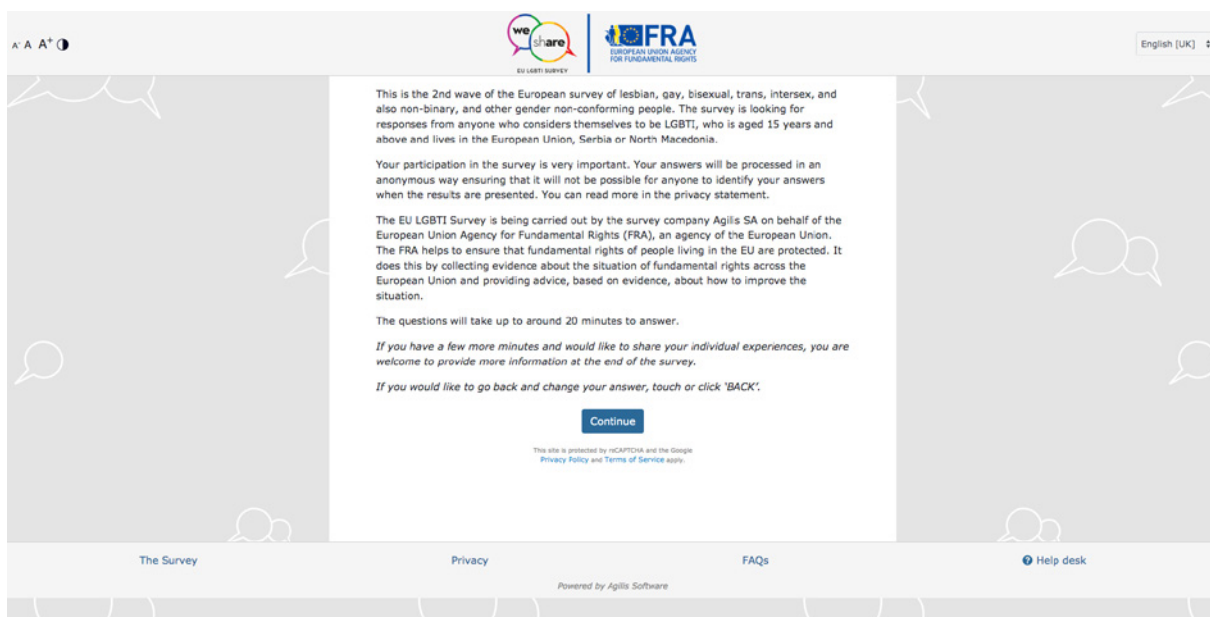 A- A A+
we share
EU LGBTI SURVEY
FRA
EUROPEAN UNION AGENCY
FOR FUNDAMENTAL RIGHTS
English [UK]
This is the 2nd wave of the European survey of lesbian, gay, bisexual, trans, intersex, and
also non-binary, and other gender non-conforming people. The survey is looking for
responses from anyone who considers themselves to be LGBTI, who is aged 15 years and
above and lives in the European Union, Serbia or North Macedonia.
Your participation in the survey is very important. Your answers will be processed in an
anonymous way ensuring that it will not be possible for anyone to identify your answers
when the results are presented. You can read more in the privacy statement.
The EU LGBTI Survey is being carried out by the survey company Agilis SA on behalf of the
European Union Agency for Fundamental Rights (FRA), an agency of the European Union.
The FRA helps to ensure that fundamental rights of people living in the EU are protected. It
does this by collecting evidence about the situation of fundamental rights across the
European Union and providing advice, based on evidence, about how to improve the
situation.
The questions will take up to around 20 minutes to answer.
If you have a few more minutes and would like to share your individual experiences, you are
welcome to provide more information at the end of the survey.
If you would like to go back and change your answer, touch or click ‘BACK’.
Continue
This site is protected by reCAPTCHA and the Google
Privacy Policy and Terms of Service apply.
The Survey
Privacy
FAQs
Help desk
Powered by Agilis Software